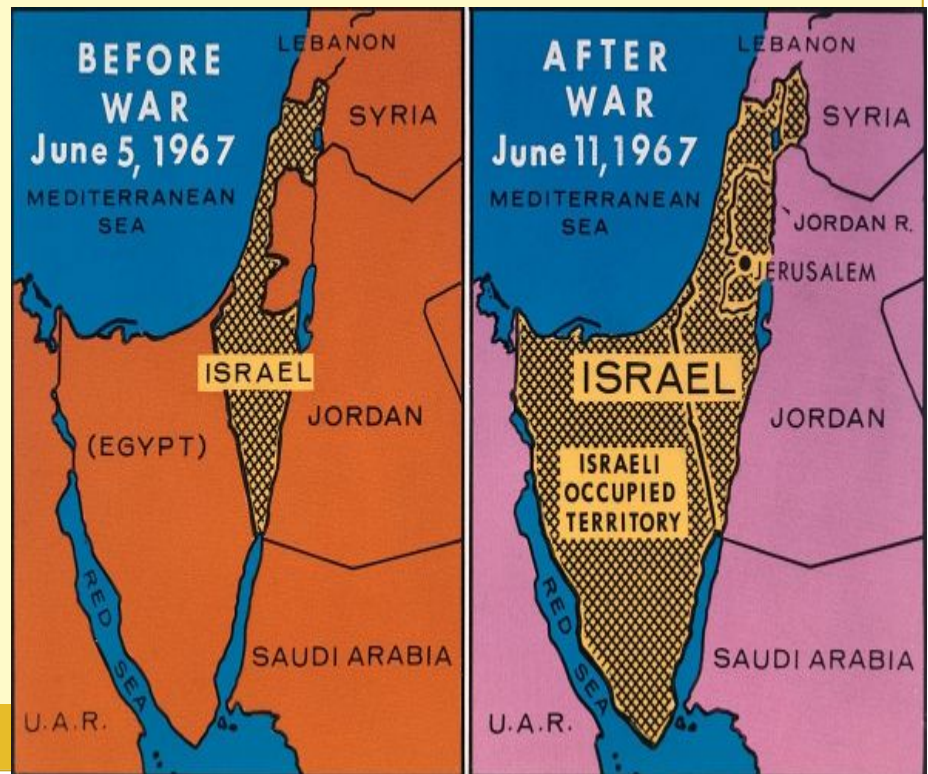 BEFORE
WAR
June 5, 1967
LEBANON
SYRIA
MEDITERRANEAN
SEA
ISRAEL
JORDAN
(EGYPT)
RED
SEA
SAUDI ARABIA
U.A.R.
AFTER
WAR
June 11, 1967
LEBANON
SYRIA
MEDITERRANEAN
SEA
JORDAN R.
JERUSALEM
ISRAEL
JORDAN
ISRAELI
OCCUPIED
TERRITORY
RED
SEA
SAUDI ARABIA
U.A.R.